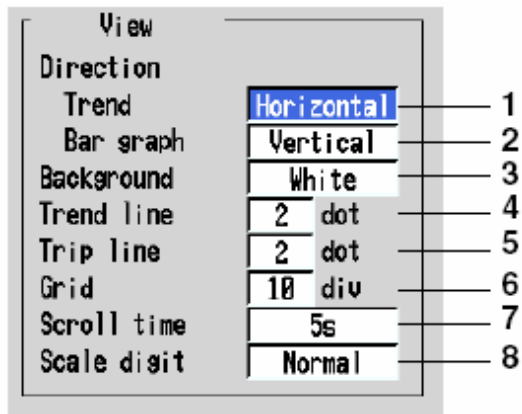 View
Direction
Trend Horizontal 1
Bar graph Vertical 2
Background White 3
Trend line 2 dot 4
Trip line 2 dot 5
Grid 10 div 6
Scroll time 5s 7
Scale digit Normal 8